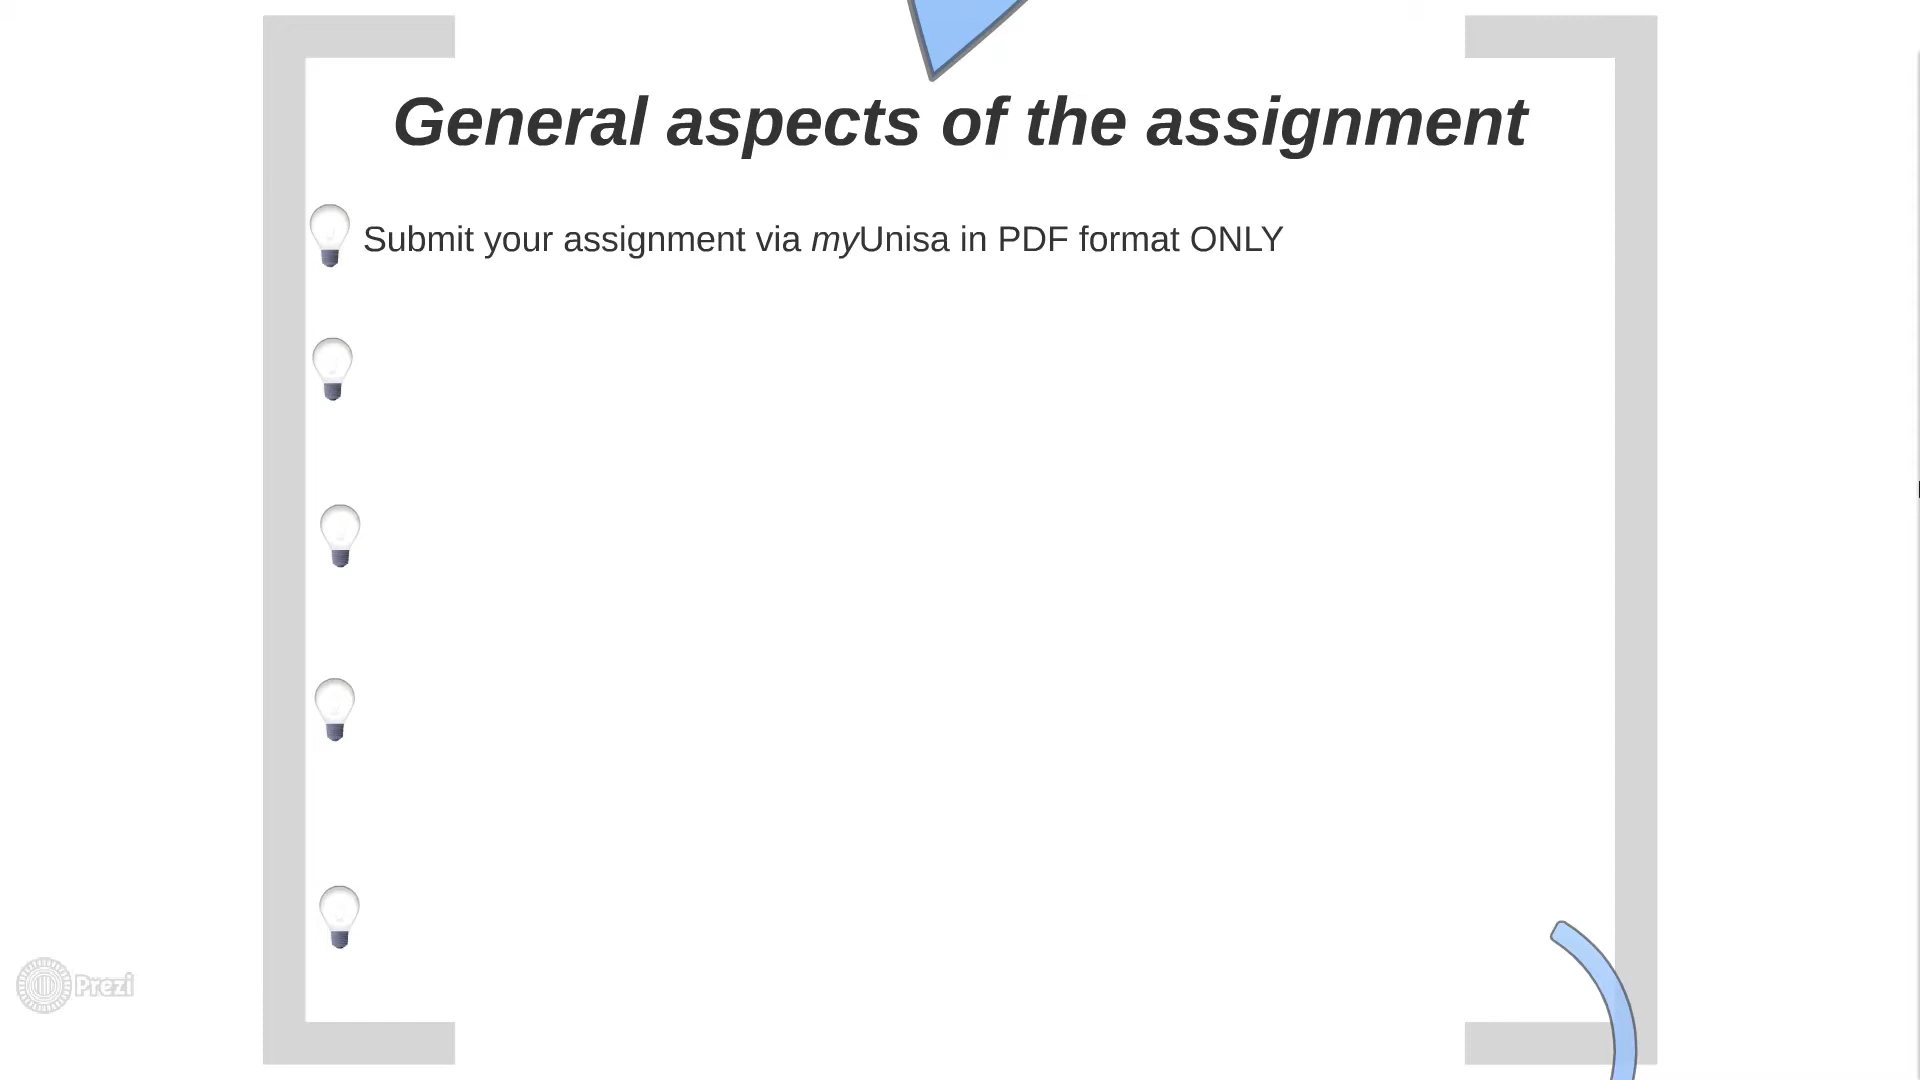 General aspects of the assignment
Submit your assignment via myUnisa in PDF format ONLY
Prezi